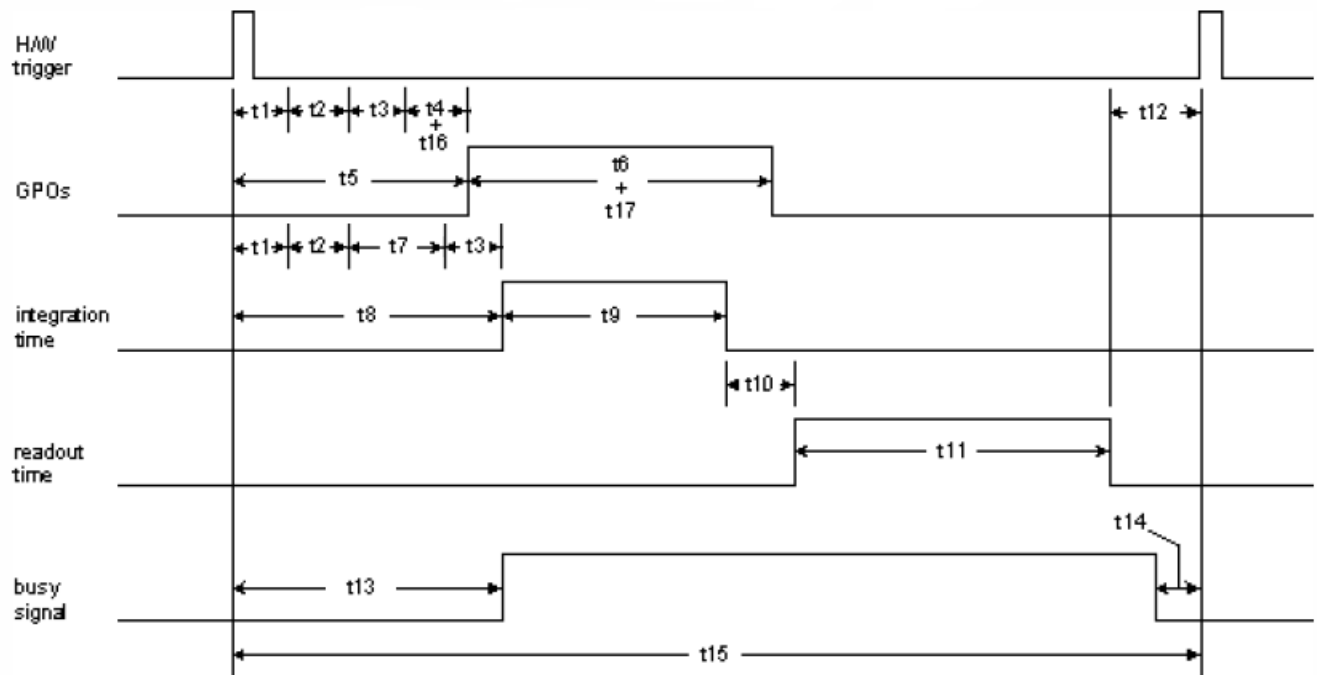 H/W
trigger
t1 t2 t3 t4 t12
+
t16
t5 t6
GPOs +
t17
t1 t2 t7 t3
integration t8 t9
time
t10
readout t11
time
t14
busy t13
signal
t15